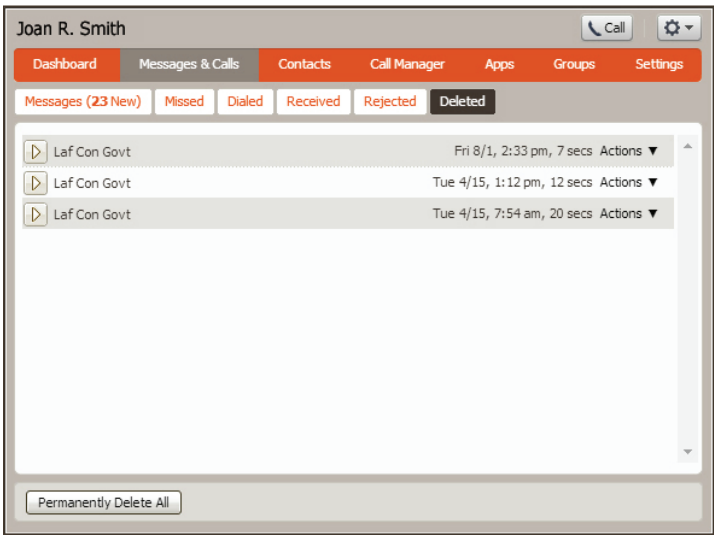 Joan R. Smith Call
Dashboard Messages & Calls Contacts Call Manager Apps Groups Settings
Messages (23 New) Missed Dialed Received Rejected Deleted
Laf Con Govt Fri 8/1, 2:33 pm, 7 secs Actions ▼
Laf Con Govt Tue 4/15, 1:12 pm, 12 secs Actions ▼
Laf Con Govt Tue 4/15, 7:54 am, 20 secs Actions ▼
Permanently Delete All